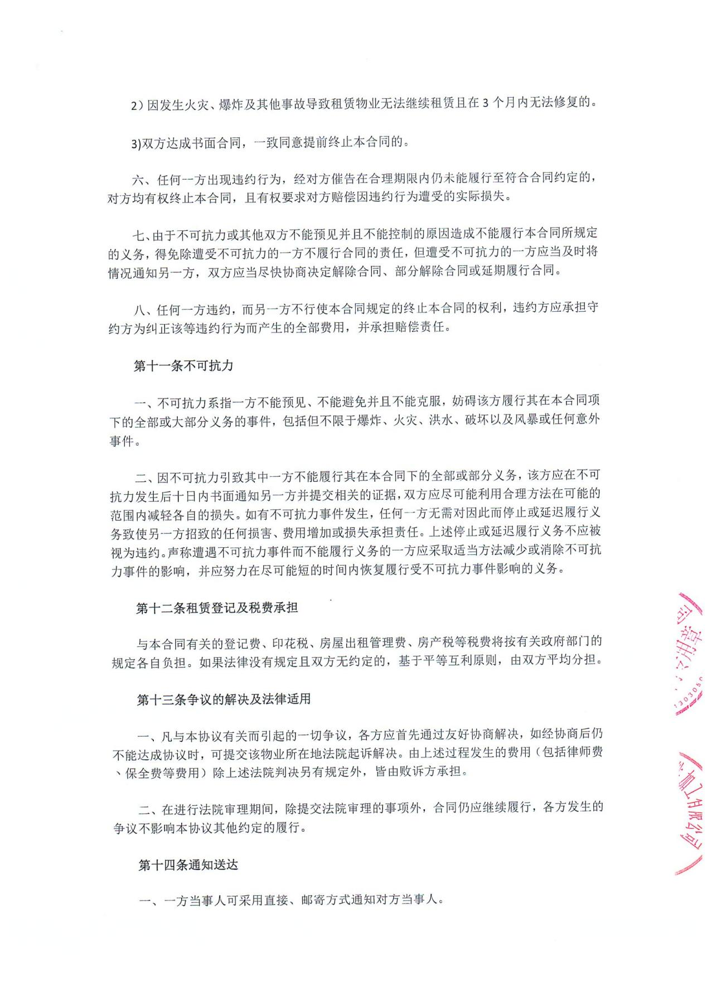 2）因发生火灾、爆炸及其他事故导致租赁物业无法继续租赁且在 3 个月内无法修复的。
3)双方达成书面合同，一致同意提前终止本合同的。
六、任何一方出现违约行为，经对方催告在合理期限内仍未能履行至符合合同约定的，
对方均有权终止本合同，且有权要求对方赔偿因违约行为遭受的实际损失。
七、由于不可抗力或其他双方不能预见并且不能控制的原因造成不能履行本合同所规定
的义务，得免除遭受不可抗力的一方不履行合同的责任，但遭受不可抗力的一方应当及时将
情况通知另一方，双方应当尽快协商决定解除合同、部分解除合同或延期履行合同。
八、任何一方违约，而另一方不行使本合同规定的终止本合同的权利，违约方应承担守
约方为纠正该等违约行为而产生的全部费用，并承担赔偿责任。
第十一条不可抗力
一、不可抗力系指一方不能预见、不能避免并且不能克服，妨碍该方履行其在本合同项
下的全部或大部分义务的事件，包括但不限于爆炸、火灾、洪水、破坏以及风暴或任何意外
事件。
二、因不可抗力引致其中一方不能履行其在本合同下的全部或部分义务，该方应在不可
抗力发生后十日内书面通知另一方并提交相关的证据，双方应尽可能利用合理方法在可能的
范围内减轻各自的损失。如有不可抗力事件发生，任何一方无需对因此而停止或延迟履行义
务致使另一方招致的任何损害、费用增加或损失承担责任。上述停止或延迟履行义务不应被
视为违约。声称遭遇不可抗力事件而不能履行义务的一方应采取适当方法减少或消除不可抗
力事件的影响，并应努力在尽可能短的时间内恢复履行受不可抗力事件影响的义务。
第十二条租赁登记及税费承担
与本合同有关的登记费、印花税、房屋出租管理费、房产税等税费将按有关政府部门的
规定各自负担。如果法律没有规定且双方无约定的，基于平等互利原则，由双方平均分担。
第十三条争议的解决及法律适用
一、凡与本协议有关而引起的一切争议，各方应首先通过友好协商解决，如经协商后仍
不能达成协议时，可提交该物业所在地法院起诉解决。由上述过程发生的费用（包括律师费
、保全费等费用）除上述法院判决另有规定外，皆由败诉方承担。
二、在进行法院审理期间，除提交法院审理的事项外，合同仍应继续履行，各方发生的
争议不影响本协议其他约定的履行。
第十四条通知送达
一、一方当事人可采用直接、邮寄方式通知对方当事人。
用章
1303050
加工有限公司